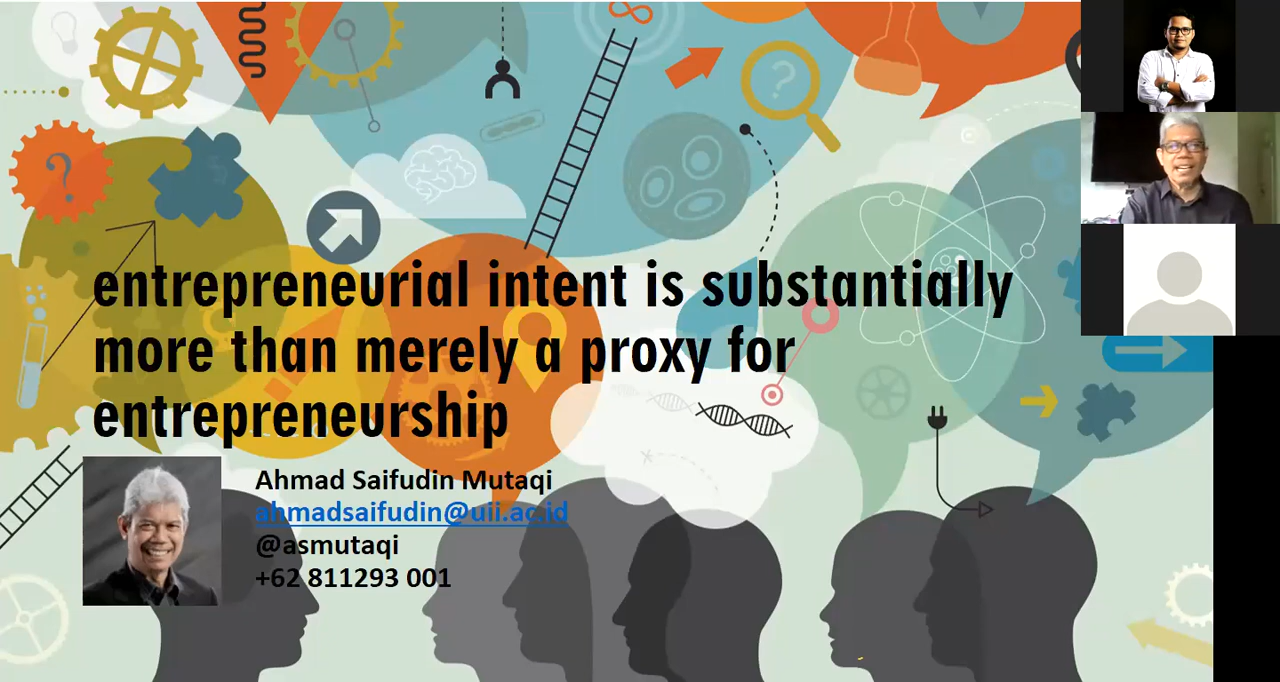 entrepreneurial intent is substantially
more than merely a proxy for
entrepreneurship
Ahmad Saifudin Mutaqi
ahmadsaifudin@uii.ac.id
@asmutaqi
+62 811293 001